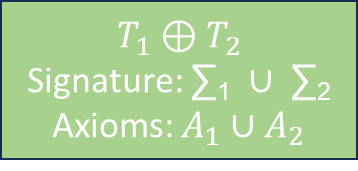 T₁ ⊕ T₂
Signature: ∑₁ ∪ ∑₂
Axioms: A₁ ∪ A₂